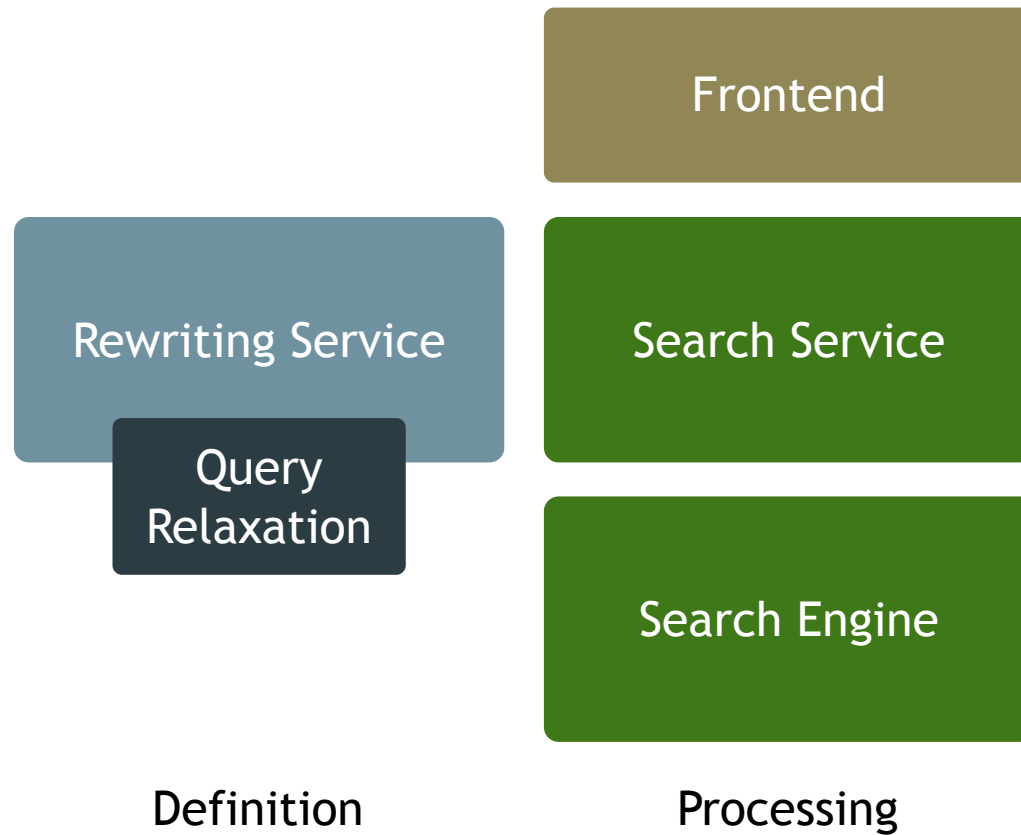 Frontend
Rewriting Service
Search Service
Query
Relaxation
Search Engine
Definition
Processing